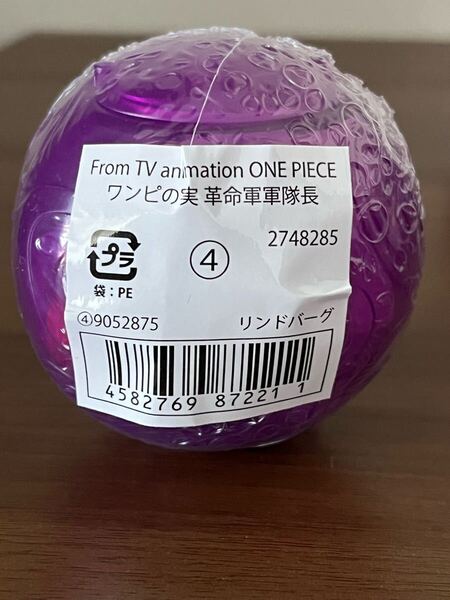 From TV animation ONE PIECE
ワンピの実 革命軍軍隊長
2748285
プラ
④
袋：PE
④9052875
リンドバーグ
4582769 87221 1